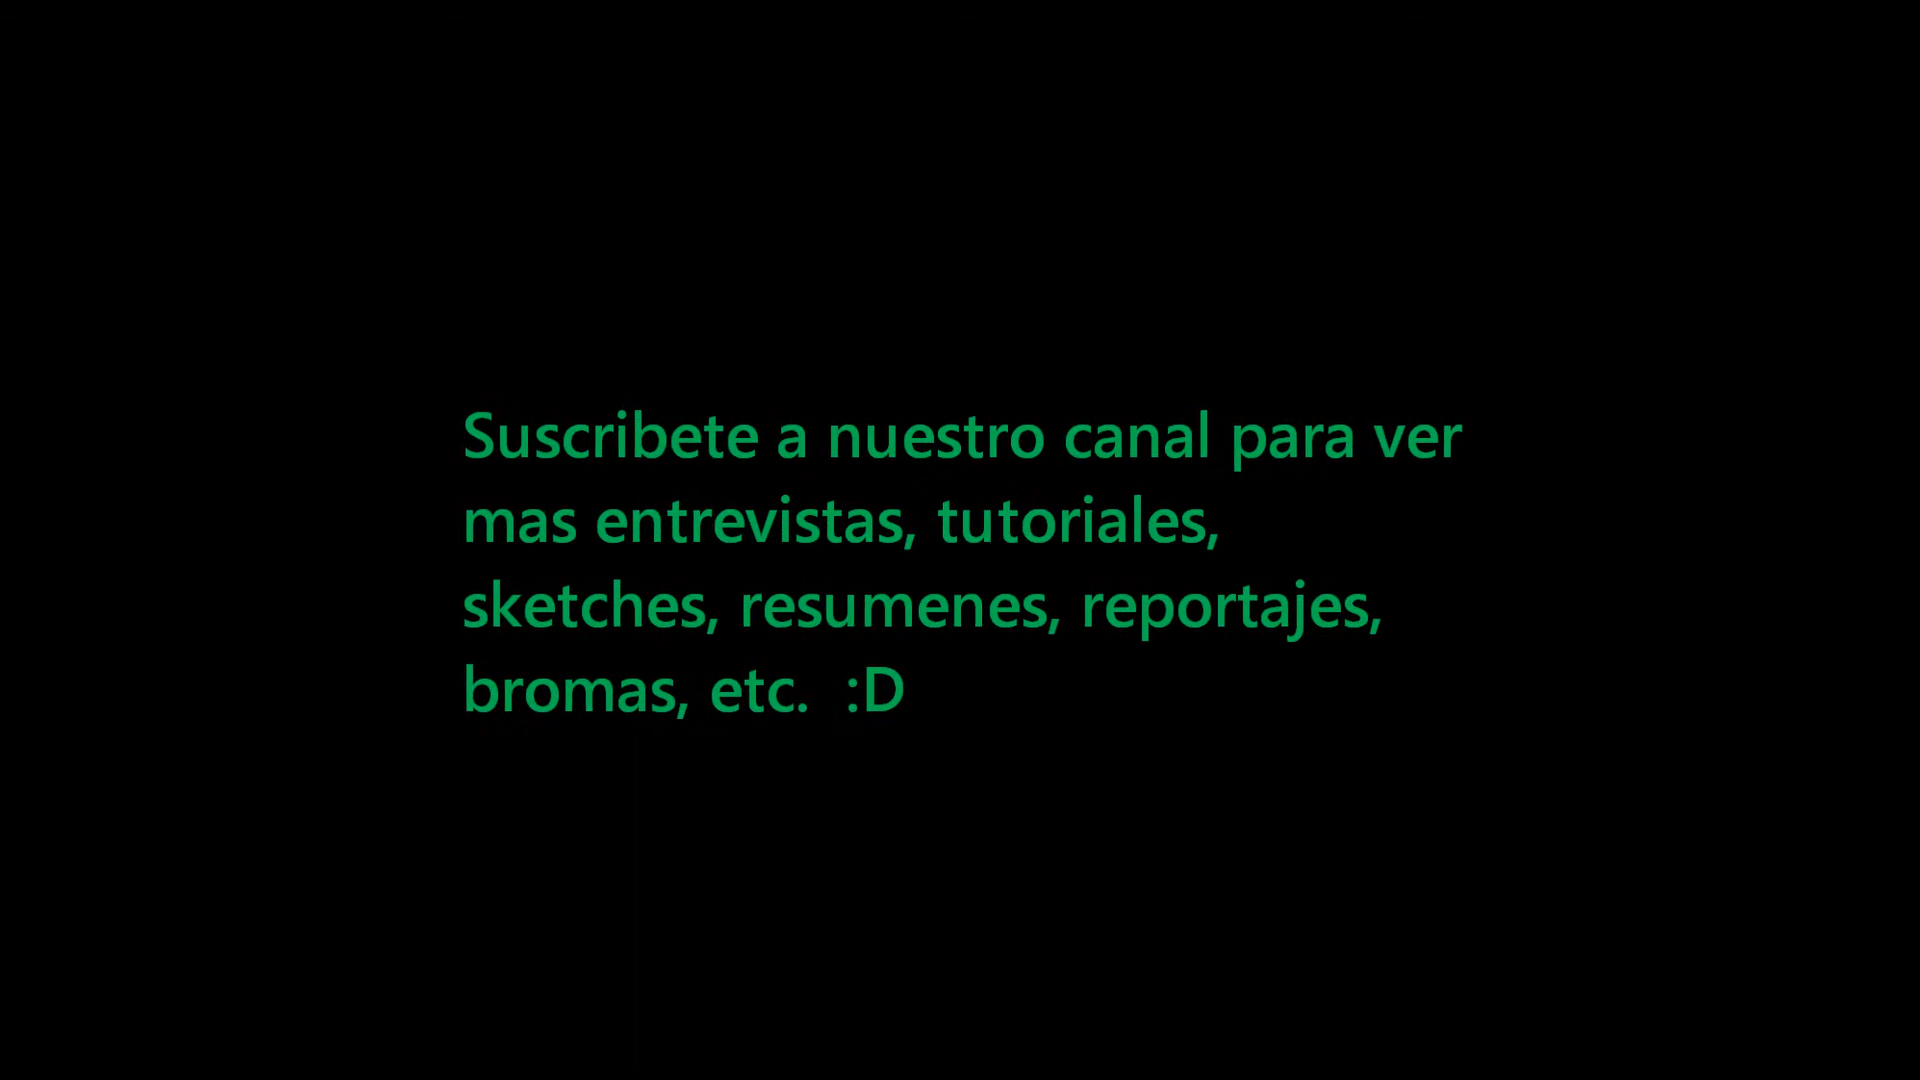 Suscribete a nuestro canal para ver
mas entrevistas, tutoriales,
sketches, resumenes, reportajes,
bromas, etc.  :D